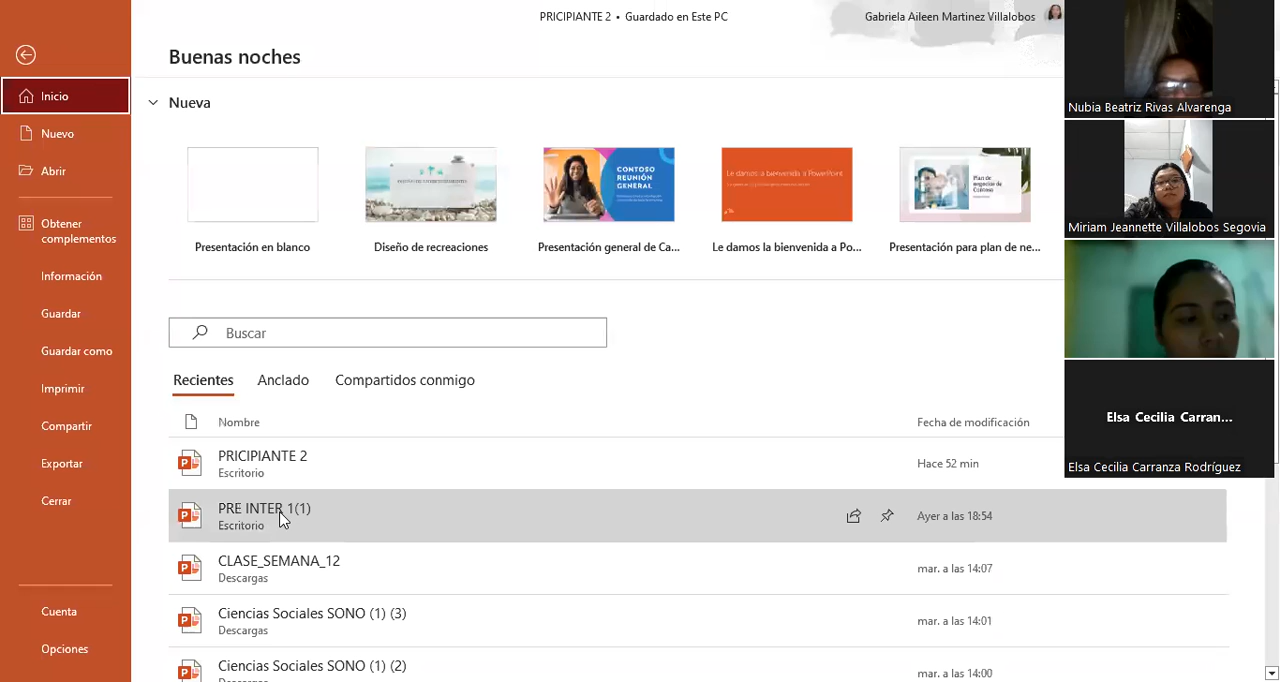 PRICIPIANTE 2 • Guardado en Este PC
Gabriela Aileen Martinez Villalobos
Buenas noches
Inicio
Nuevo
Abrir
Obtener
complementos
Información
Guardar
Guardar como
Imprimir
Compartir
Exportar
Cerrar
Cuenta
Opciones
Nueva
CONTOSO
REUNIÓN
GENERAL
Le damos la bienvenida a PowerPoint
Plan de
negocios de
Contoso
Presentación en blanco
Diseño de recreaciones
Presentación general de Ca...
Le damos la bienvenida a Po...
Presentación para plan de ne...
Buscar
Recientes
Anclado
Compartidos conmigo
Nombre
Fecha de modificación
PRICIPIANTE 2
Escritorio
Hace 52 min
PRE INTER 1(1)
Escritorio
Ayer a las 18:54
CLASE_SEMANA_12
Descargas
mar. a las 14:07
Ciencias Sociales SONO (1) (3)
Descargas
mar. a las 14:01
Ciencias Sociales SONO (1) (2)
Descargas
mar. a las 14:00
Nubia Beatriz Rivas Alvarenga
Miriam Jeannette Villalobos Segovia
Elsa Cecilia Carran...
Elsa Cecilia Carranza Rodríguez